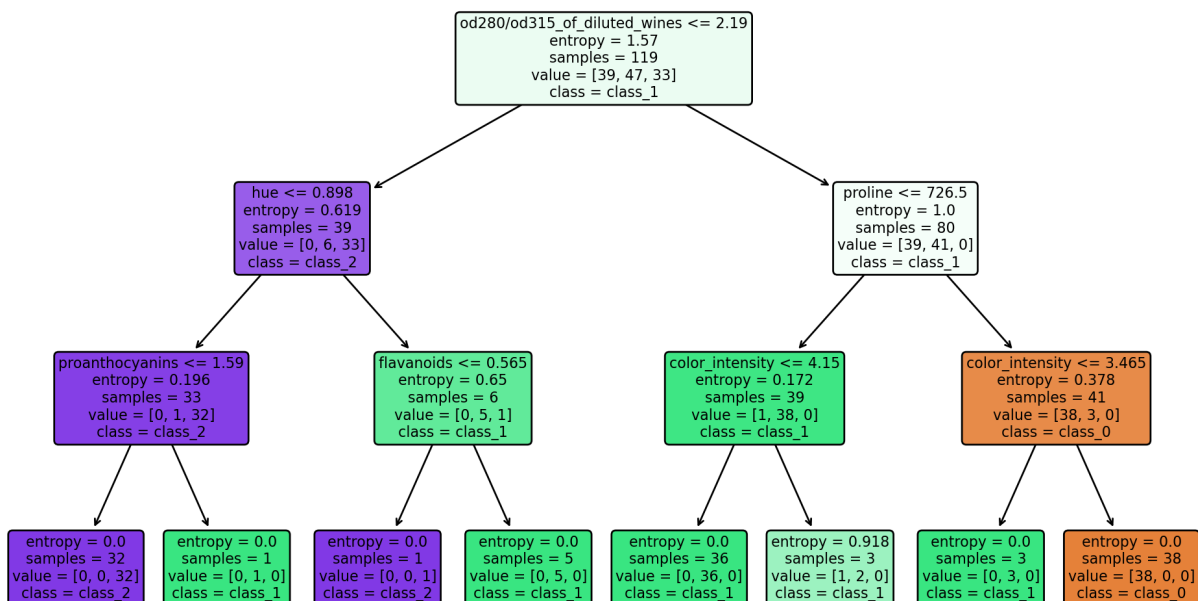 od280/od315_of_diluted_wines <= 2.19
entropy = 1.57
samples = 119
value = [39, 47, 33]
class = class_1
hue <= 0.898
entropy = 0.619
samples = 39
value = [0, 6, 33]
class = class_2
proline <= 726.5
entropy = 1.0
samples = 80
value = [39, 41, 0]
class = class_1
proanthocyanins <= 1.59
entropy = 0.196
samples = 33
value = [0, 1, 32]
class = class_2
flavanoids <= 0.565
entropy = 0.65
samples = 6
value = [0, 5, 1]
class = class_1
color_intensity <= 4.15
entropy = 0.172
samples = 39
value = [1, 38, 0]
class = class_1
color_intensity <= 3.465
entropy = 0.378
samples = 41
value = [38, 3, 0]
class = class_0
entropy = 0.0
samples = 32
value = [0, 0, 32]
class = class_2
entropy = 0.0
samples = 1
value = [0, 1, 0]
class = class_1
entropy = 0.0
samples = 1
value = [0, 0, 1]
class = class_2
entropy = 0.0
samples = 5
value = [0, 5, 0]
class = class_1
entropy = 0.0
samples = 36
value = [0, 36, 0]
class = class_1
entropy = 0.918
samples = 3
value = [1, 2, 0]
class = class_1
entropy = 0.0
samples = 3
value = [0, 3, 0]
class = class_1
entropy = 0.0
samples = 38
value = [38, 0, 0]
class = class_0